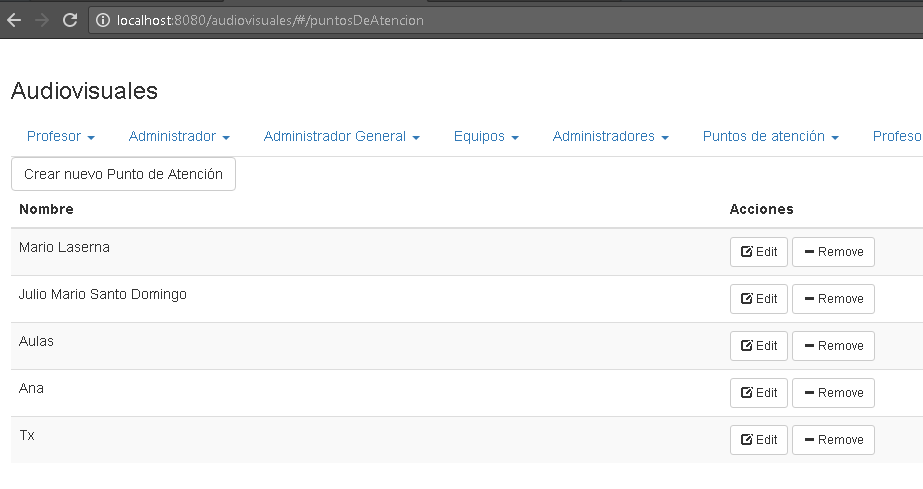 localhost:8080/audiovisuales/#/puntosDeAtencion
Audiovisuales
Profesor Administrador Administrador General Equipos Administradores Puntos de atención Profeso
Crear nuevo Punto de Atención
Nombre Acciones
Mario Laserna Edit Remove
Julio Mario Santo Domingo Edit Remove
Aulas Edit Remove
Ana Edit Remove
Tx Edit Remove